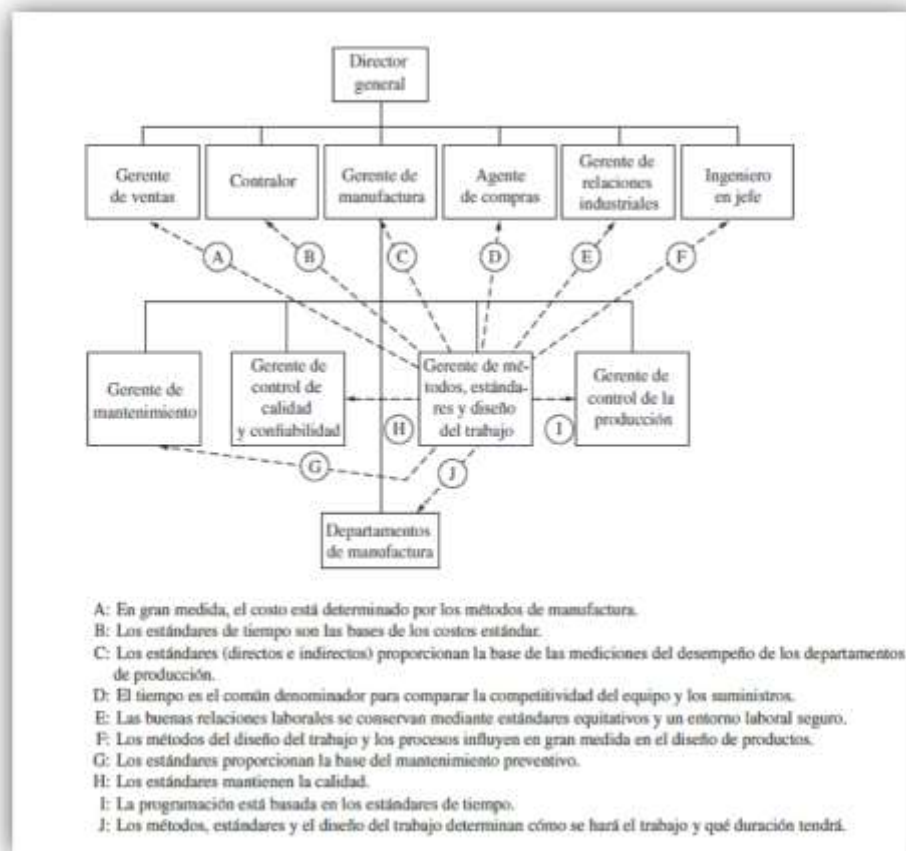 Director
general
Gerente
de ventas
Contralor
Gerente de
manufactura
Agente
de compras
Gerente de
relaciones
industriales
Ingeniero
en jefe
A
B
C
D
E
F
Gerente de
mantenimiento
Gerente de
control de
calidad
y confiabilidad
Gerente de mé-
todos, estánda-
res y diseño
del trabajo
Gerente de
control de la
producción
H
I
G
J
Departamentos
de manufactura
A: En gran medida, el costo está determinado por los métodos de manufactura.
B: Los estándares de tiempo son las bases de los costos estándar.
C: Los estándares (directos e indirectos) proporcionan la base de las mediciones del desempeño de los departamentos
de producción.
D: El tiempo es el común denominador para comparar la competitividad del equipo y los suministros.
E: Las buenas relaciones laborales se conservan mediante estándares equitativos y un entorno laboral seguro.
F: Los métodos del diseño del trabajo y los procesos influyen en gran medida en el diseño de productos.
G: Los estándares proporcionan la base del mantenimiento preventivo.
H: Los estándares mantienen la calidad.
I: La programación está basada en los estándares de tiempo.
J: Los métodos, estándares y el diseño del trabajo determinan cómo se hará el trabajo y qué duración tendrá.